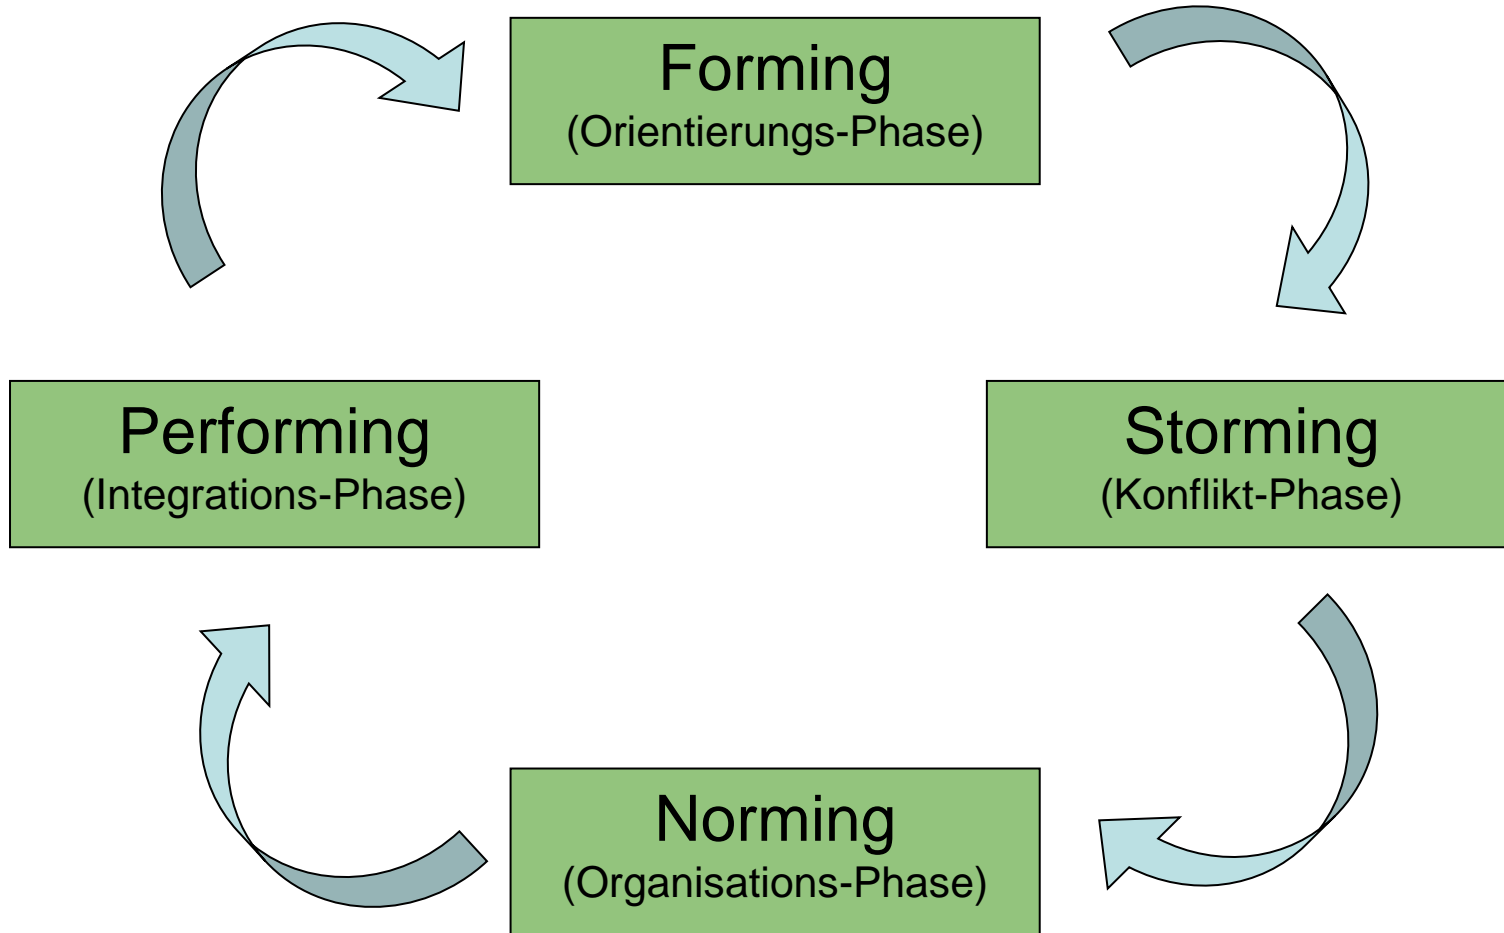 Forming
(Orientierungs-Phase)
Performing
(Integrations-Phase)
Storming
(Konflikt-Phase)
Norming
(Organisations-Phase)